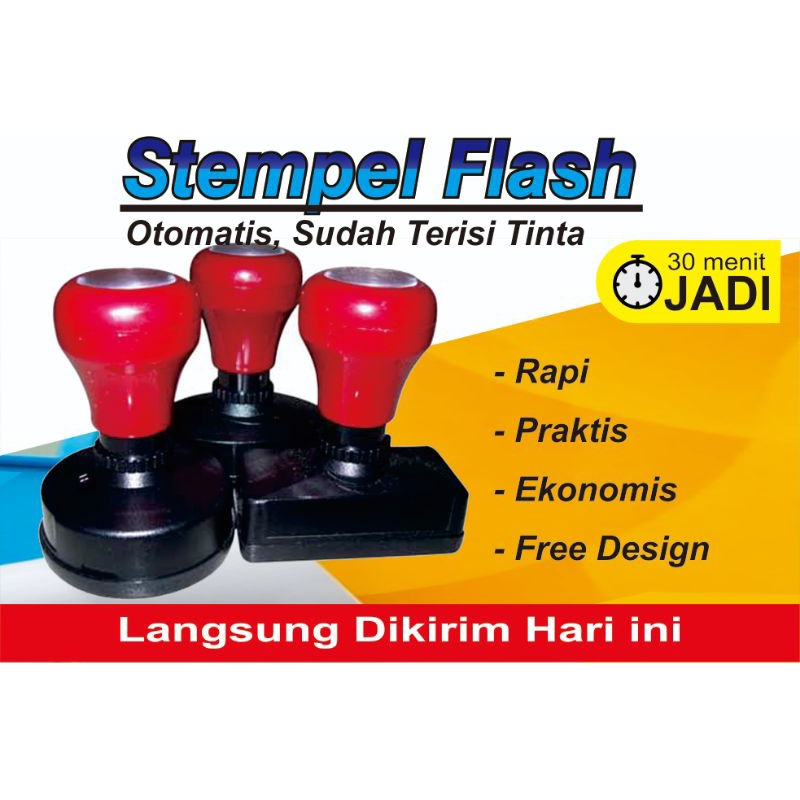 Stempel Flash
Otomatis, Sudah Terisi Tinta
30 menit
JADI
- Rapi
- Praktis
- Ekonomis
- Free Design
Langsung Dikirim Hari ini